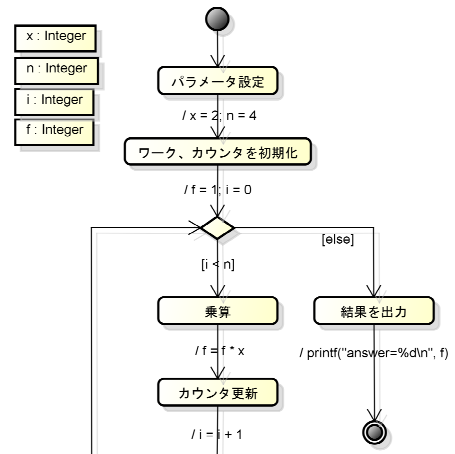 x : Integer
n : Integer
i : Integer
f : Integer
パラメータ設定
/ x = 2; n = 4
ワーク、カウンタを初期化
/ f = 1; i = 0
[else]
[i < n]
乗算
結果を出力
/ f = f * x
/ printf("answer=%d\n", f)
カウンタ更新
/ i = i + 1